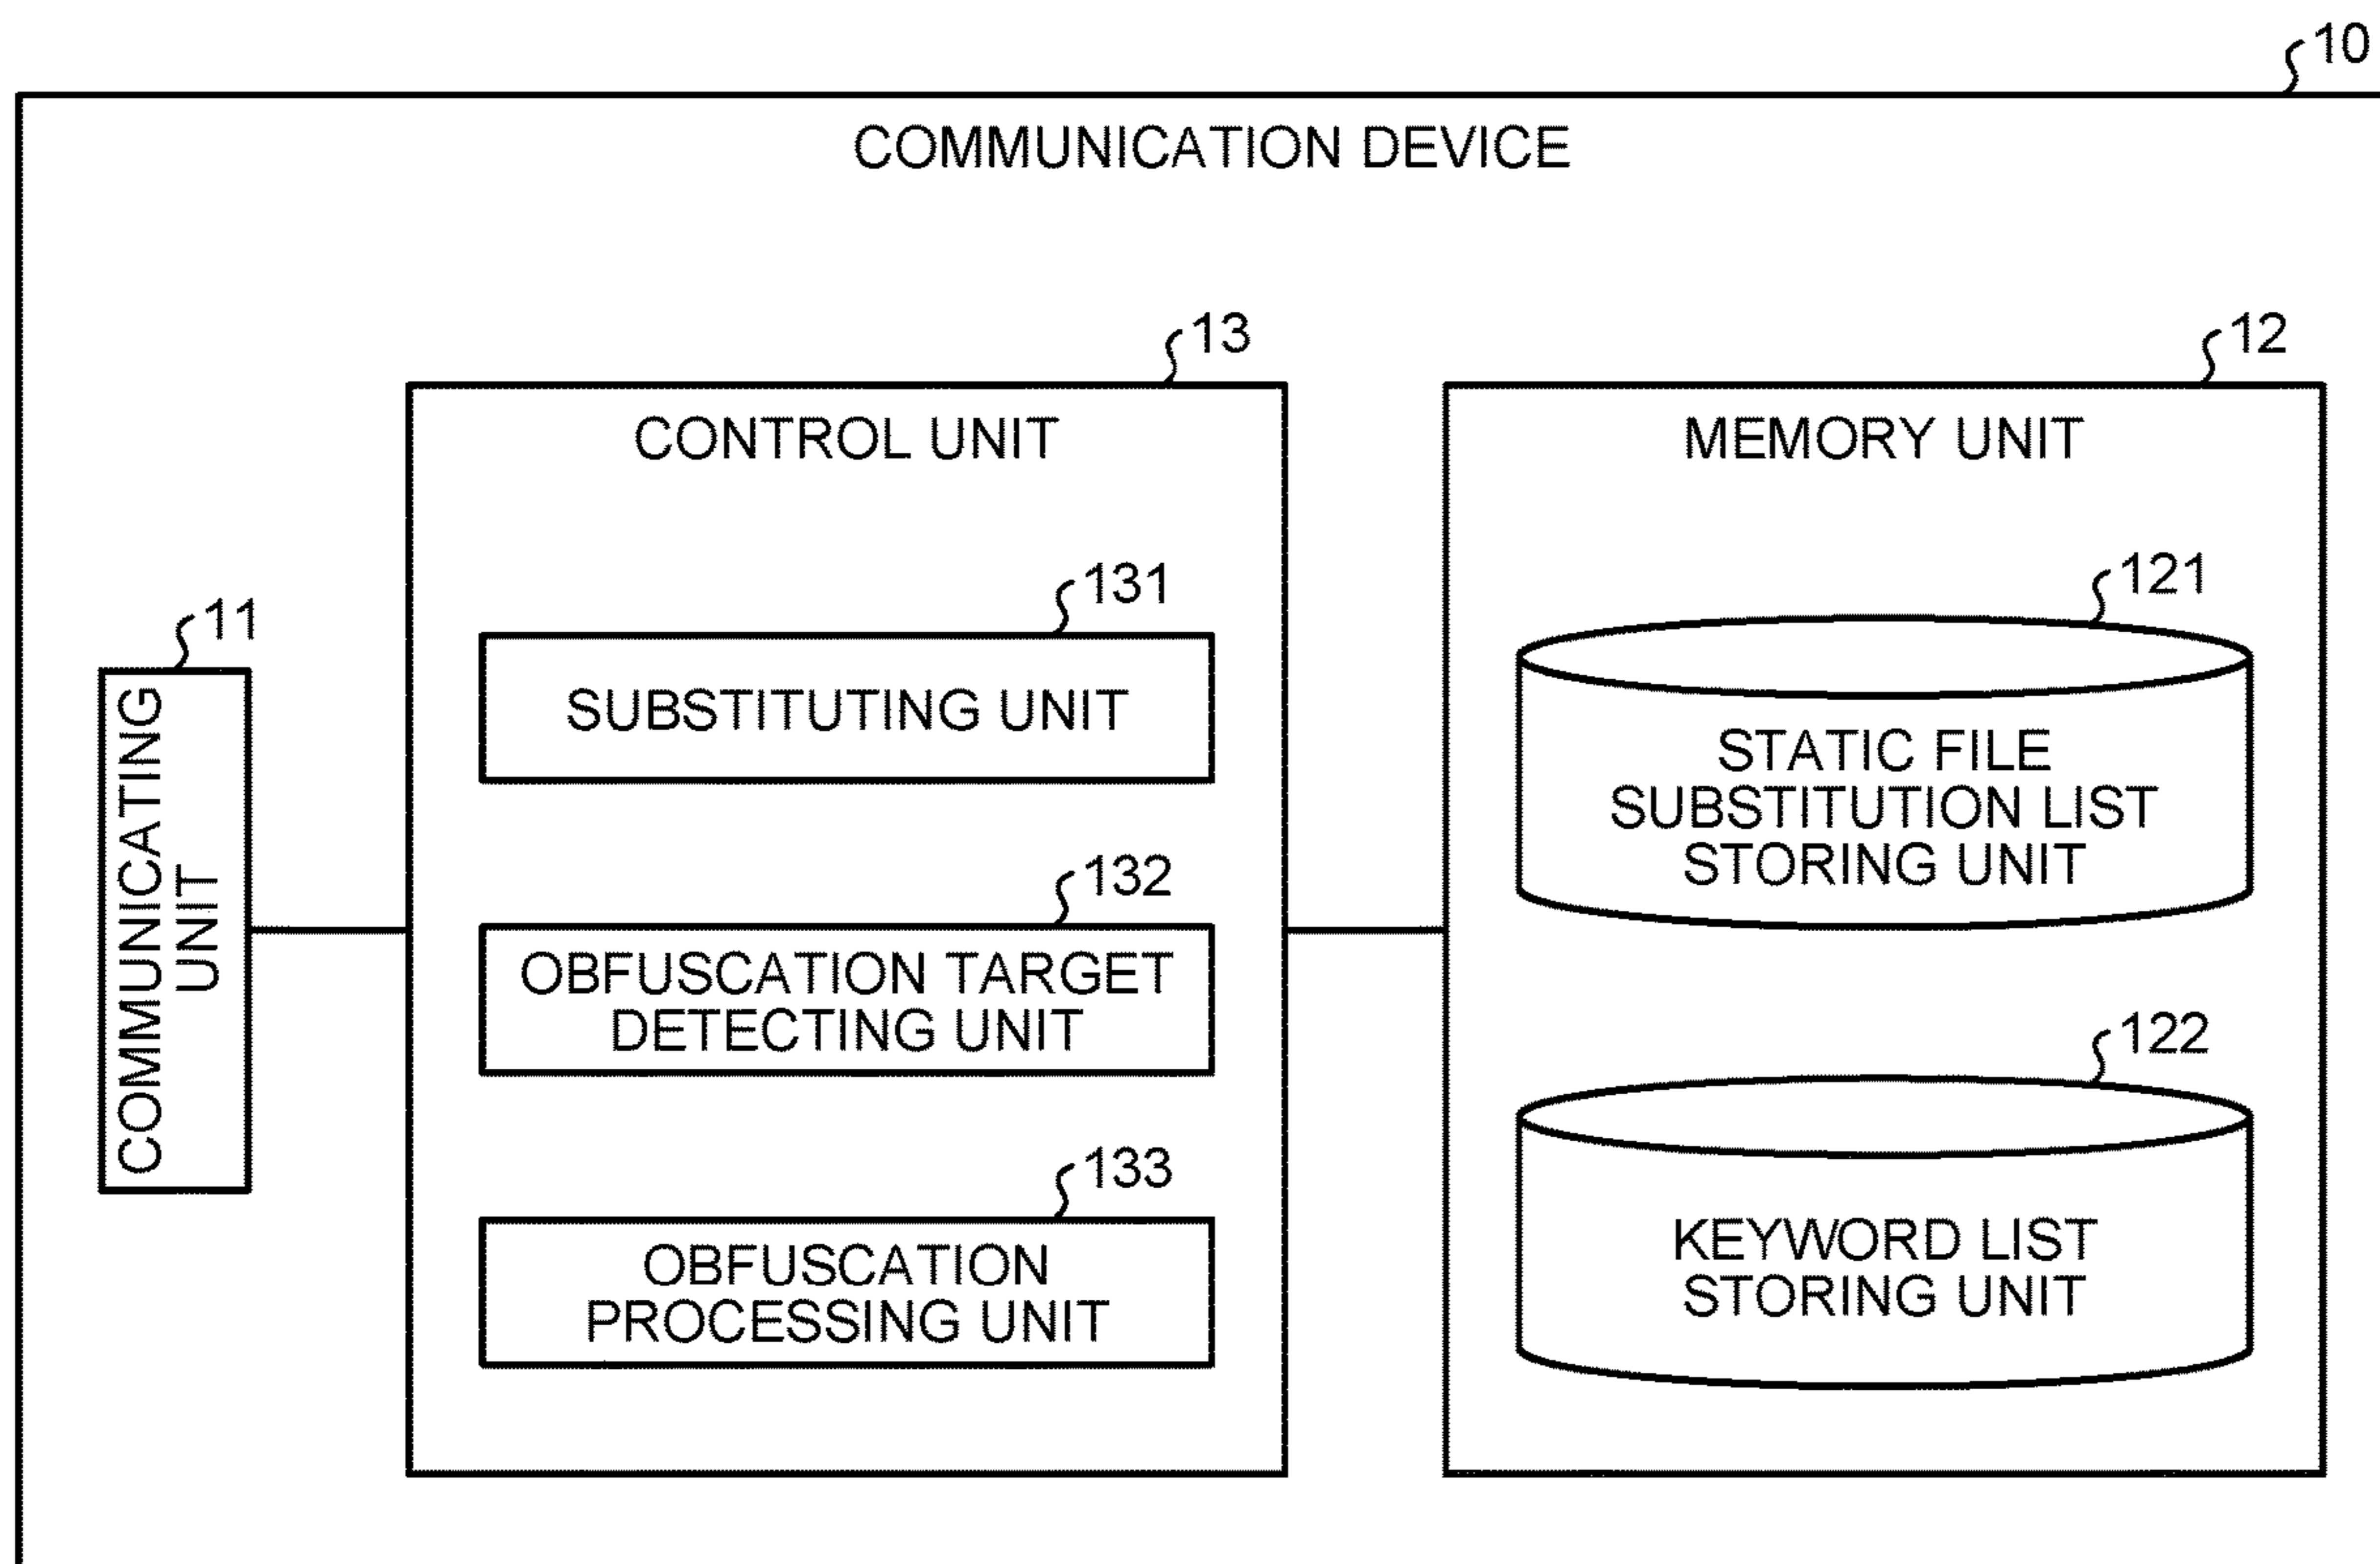 10
COMMUNICATION DEVICE
13
12
CONTROL UNIT
MEMORY UNIT
11
COMMUNICATING
UNIT
131
SUBSTITUTING UNIT
132
OBFUSCATION TARGET
DETECTING UNIT
133
OBFUSCATION
PROCESSING UNIT
121
STATIC FILE
SUBSTITUTION LIST
STORING UNIT
122
KEYWORD LIST
STORING UNIT